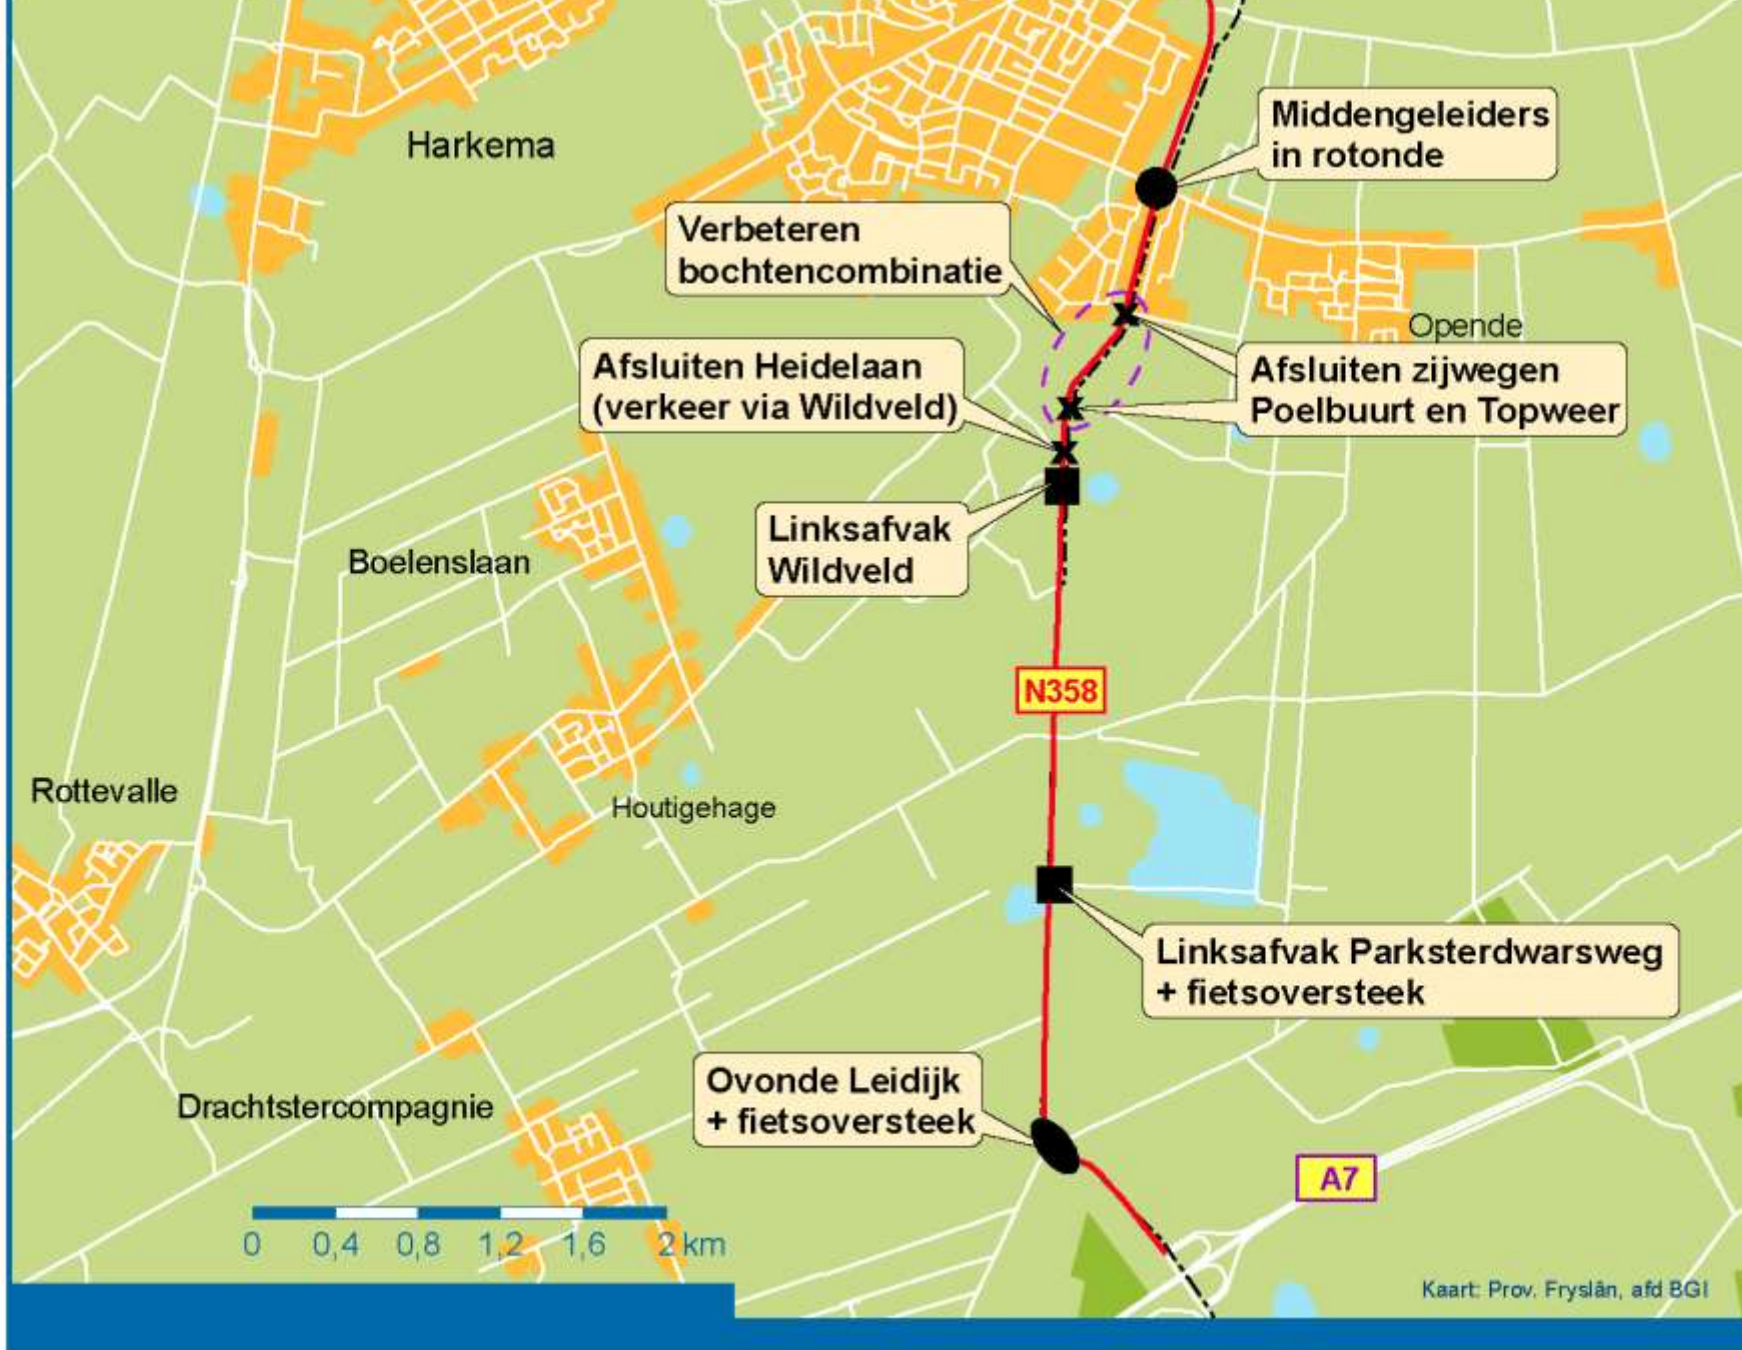 Middengeleiders
in rotonde
Harkema
Verbeteren
bochtencombinatie
Opende
Afsluiten Heidelaan
(verkeer via Wildveld)
Afsluiten zijwegen
Poelbuurt en Topweer
Linksafvak
Wildveld
Boelenslaan
N358
Rottevalle
Houtigehage
Linksafvak Parksterdwarsweg
+ fietsoversteek
Ovonde Leidijk
+ fietsoversteek
Drachtstercompagnie
A7
0 0,4 0,8 1,2 1,6 2 km
Kaart: Prov. Fryslân, afd BGI